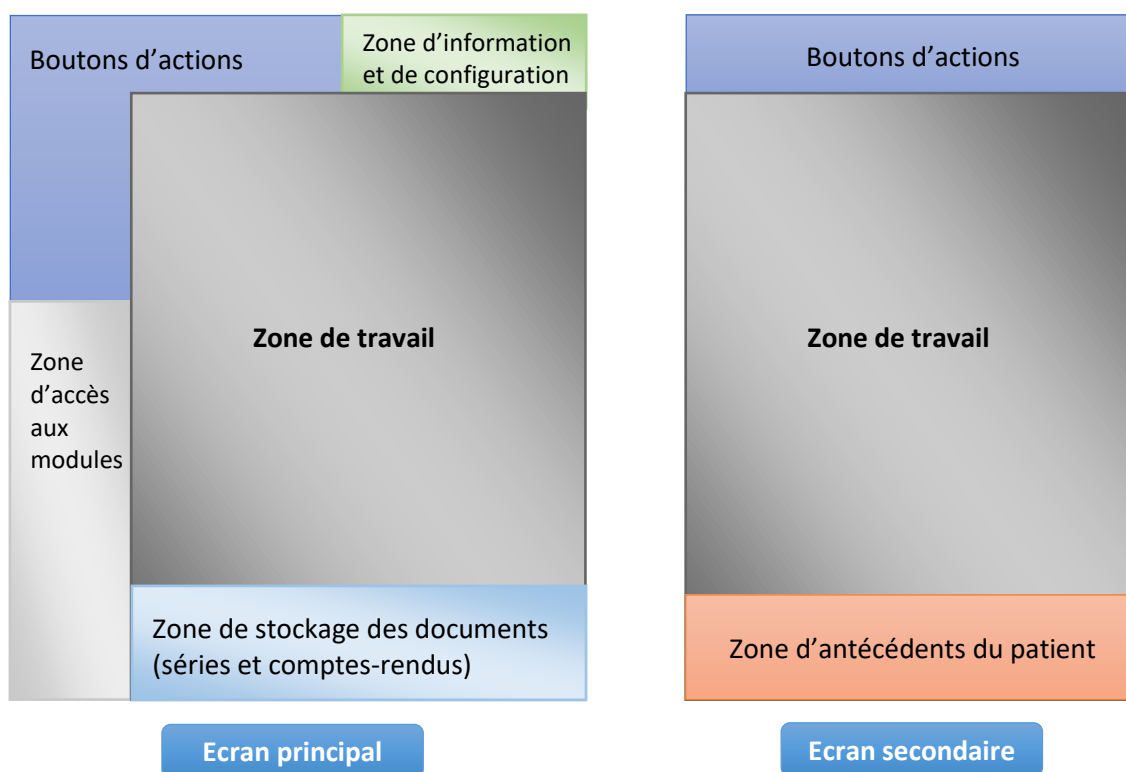 Boutons d’actions
Zone d’information
et de configuration
Zone de travail
Zone
d’accès
aux
modules
Zone de stockage des documents
(séries et comptes-rendus)
Ecran principal
Boutons d’actions
Zone de travail
Zone d’antécédents du patient
Ecran secondaire